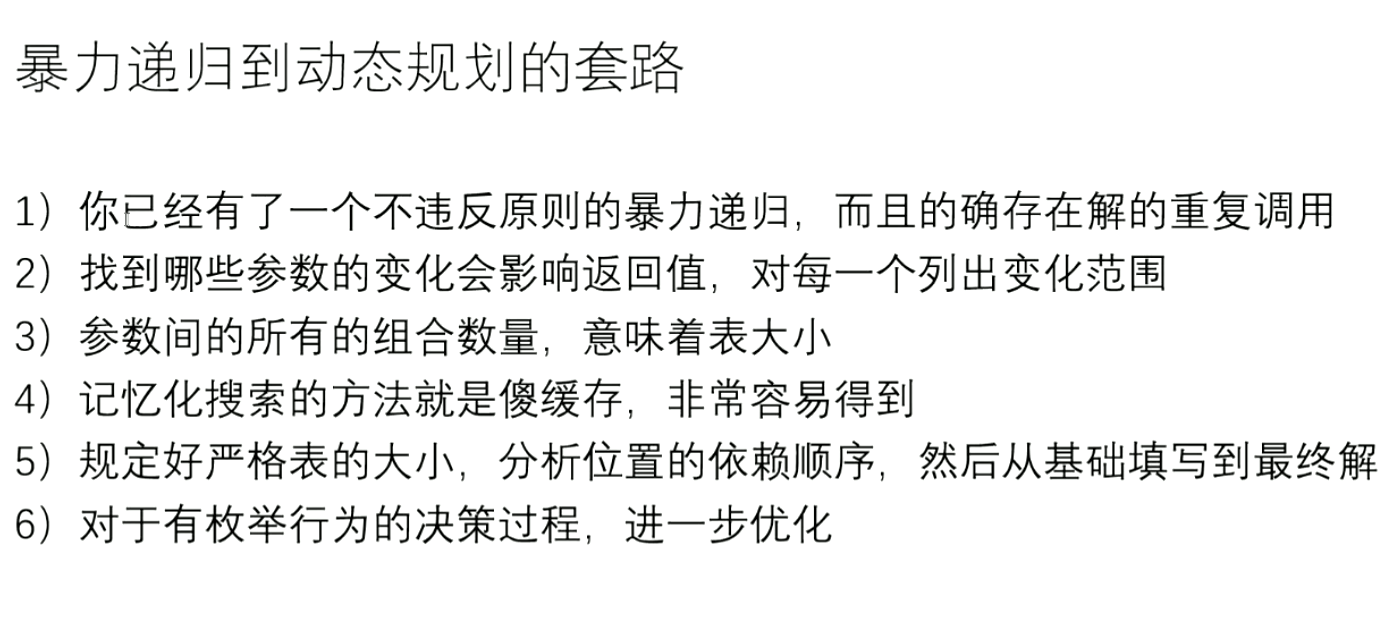 暴力递归到动态规划的套路
1）你已经有了一个不违反原则的暴力递归，而且的确存在解的重复调用
2）找到哪些参数的变化会影响返回值，对每一个列出变化范围
3）参数间的所有的组合数量，意味着表大小
4）记忆化搜索的方法就是傻缓存，非常容易得到
5）规定好严格表的大小，分析位置的依赖顺序，然后从基础填写到最终解
6）对于有枚举行为的决策过程，进一步优化